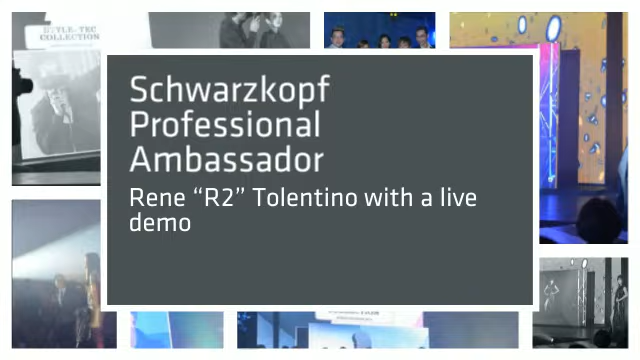 STYLE-TEC
COLLECTION
Schwarzkopf
Professional
Ambassador
Rene “R2” Tolentino with a live
demo